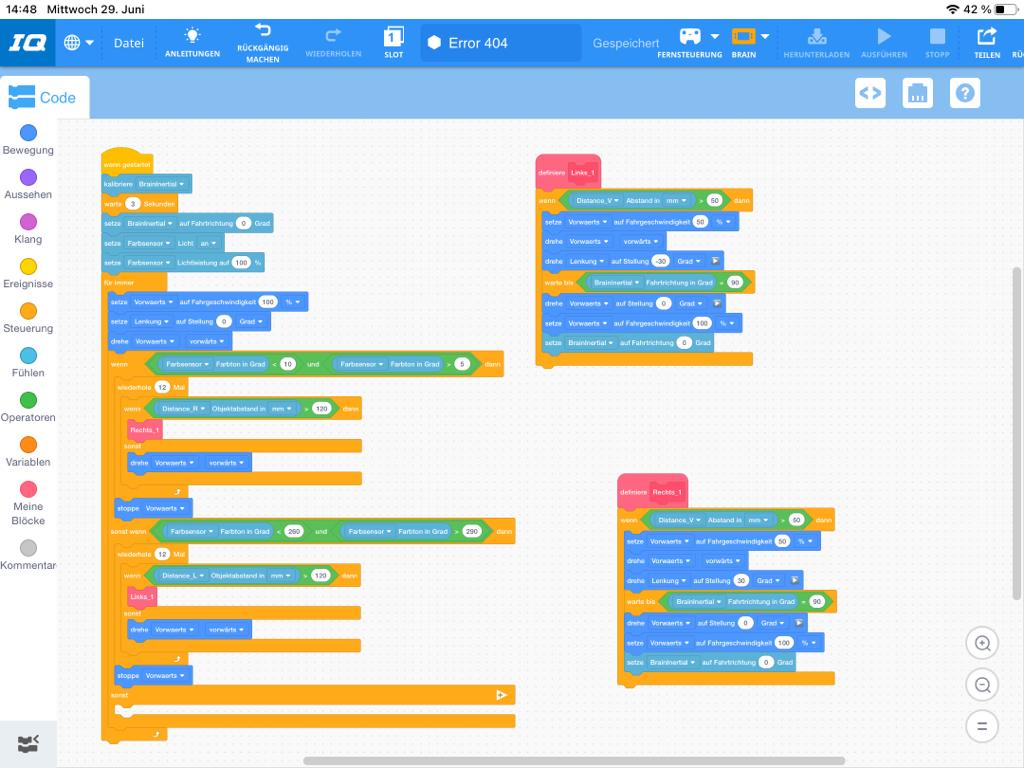 14:48 Mittwoch 29. Juni
42 %
IQ
Datei
ANLEITUNGEN
RÜCKGÄNGIG MACHEN
WIEDERHOLEN
1
SLOT
Error 404
Gespeichert
FERNSTEUERUNG
BRAIN
HERUNTERLADEN
AUSFÜHREN
STOPP
TEILEN
RÜ
Code
<>
?
Bewegung
Aussehen
Klang
Ereignisse
Steuerung
Fühlen
Operatoren
Variablen
Meine
Blöcke
Kommentar
wenn gestartet
kalibriere BrainInertial
warte 3 Sekunden
setze BrainInertial auf Fahrtrichtung 0 Grad
setze Farbsensor Licht an
setze Farbsensor Lichtleistung auf 100 %
für immer
setze Vorwaerts auf Fahrgeschwindigkeit 100 %
setze Lenkung auf Stellung 0 Grad
drehe Vorwaerts vorwärts
wenn Farbsensor Farbton in Grad < 10 und Farbsensor Farbton in Grad > 5 dann
wiederhole 12 Mal
wenn Distance_R Objektabstand in mm > 120 dann
Rechts_1
sonst
drehe Vorwaerts vorwärts
stoppe Vorwaerts
sonst wenn Farbsensor Farbton in Grad < 260 und Farbsensor Farbton in Grad > 290 dann
wiederhole 12 Mal
wenn Distance_L Objektabstand in mm > 120 dann
Links_1
sonst
drehe Vorwaerts vorwärts
stoppe Vorwaerts
sonst
definiere Links_1
wenn Distance_V Abstand in mm > 50 dann
setze Vorwaerts auf Fahrgeschwindigkeit 50 %
drehe Vorwaerts vorwärts
drehe Lenkung auf Stellung -30 Grad
warte bis BrainInertial Fahrtrichtung in Grad = 90
drehe Vorwaerts auf Stellung 0 Grad
setze Vorwaerts auf Fahrgeschwindigkeit 100 %
setze BrainInertial auf Fahrtrichtung 0 Grad
definiere Rechts_1
wenn Distance_V Abstand in mm > 50 dann
setze Vorwaerts auf Fahrgeschwindigkeit 50 %
drehe Vorwaerts vorwärts
drehe Lenkung auf Stellung 30 Grad
warte bis BrainInertial Fahrtrichtung in Grad = 90
drehe Vorwaerts auf Stellung 0 Grad
setze Vorwaerts auf Fahrgeschwindigkeit 100 %
setze BrainInertial auf Fahrtrichtung 0 Grad